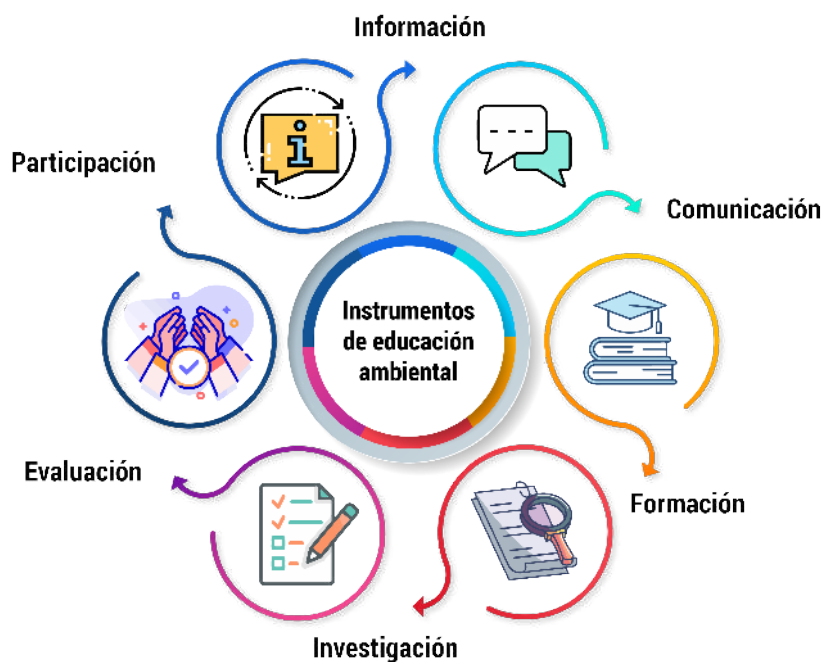 Información
Participación
Comunicación
Instrumentos
de educación
ambiental
Evaluación
Formación
Investigación